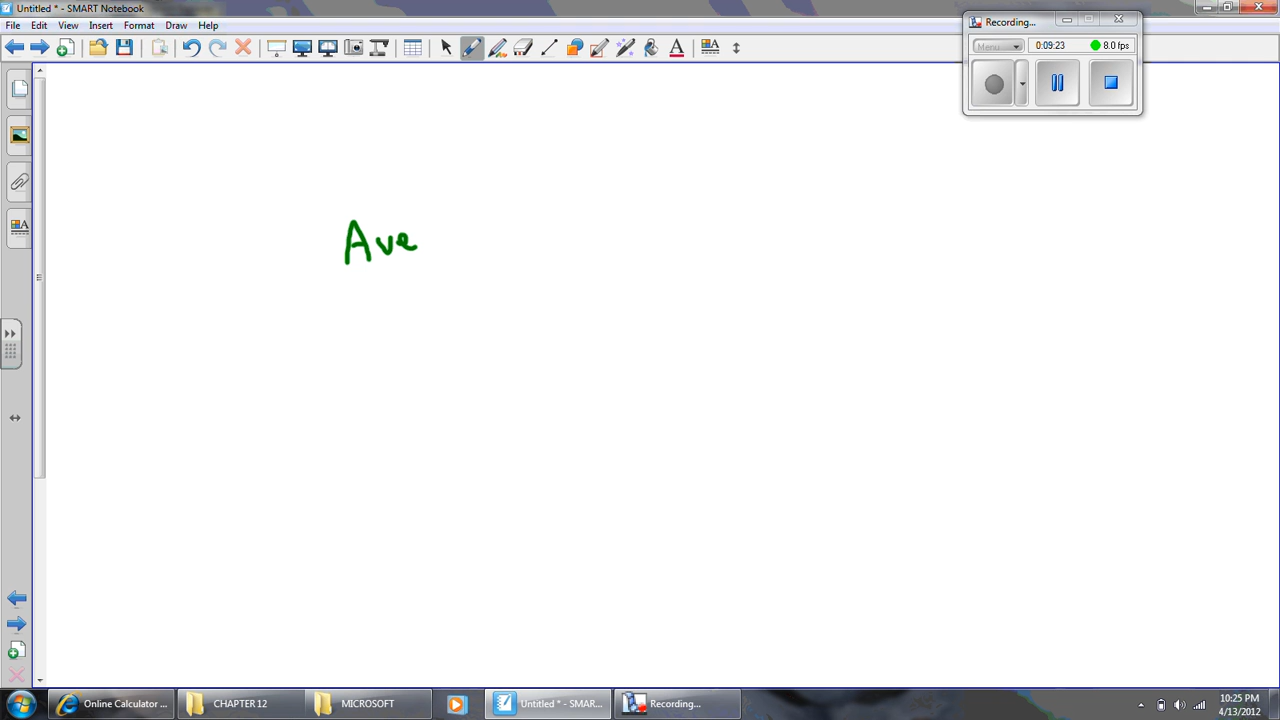 Untitled * - SMART Notebook
File Edit View Insert Format Draw Help
Recording...
Menu 0:09:23 8.0 fps
Ave
Online Calculator ... CHAPTER 12 MICROSOFT Untitled * - SMAR... Recording... 10:25 PM
4/13/2012